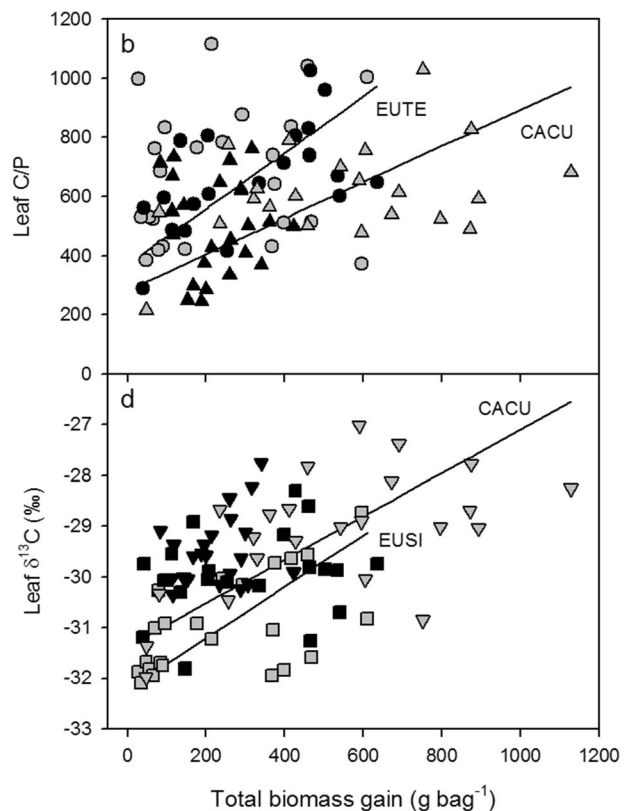 b
1200
1000
800
600
400
200
0
Leaf C/P
EUTE
CACU
d
-27
-28
-29
-30
-31
-32
-33
Leaf δ¹³C (‰)
CACU
EUSI
0 200 400 600 800 1000 1200
Total biomass gain (g bag⁻¹)